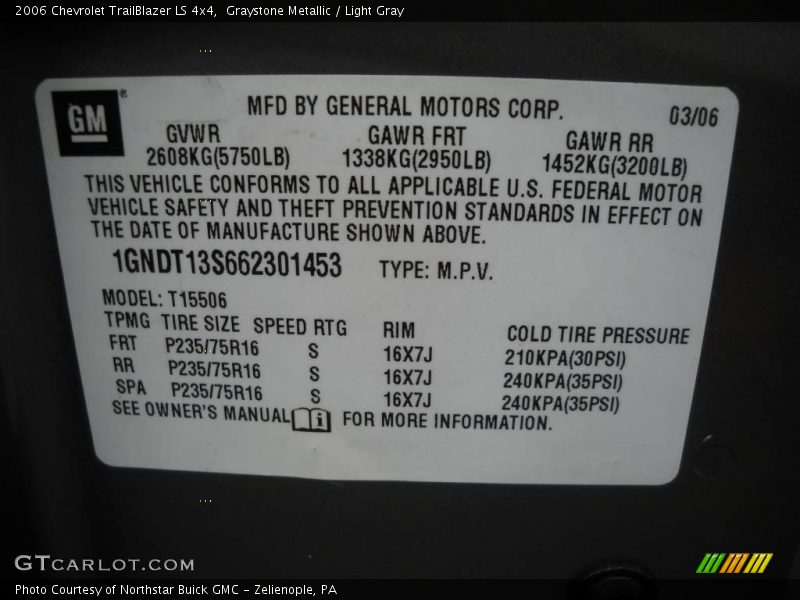 2006 Chevrolet TrailBlazer LS 4x4, Graystone Metallic / Light Gray
GM®
MFD BY GENERAL MOTORS CORP. 03/06
GVWR GAWR FRT GAWR RR
2608KG(5750LB) 1338KG(2950LB) 1452KG(3200LB)
THIS VEHICLE CONFORMS TO ALL APPLICABLE U.S. FEDERAL MOTOR
VEHICLE SAFETY AND THEFT PREVENTION STANDARDS IN EFFECT ON
THE DATE OF MANUFACTURE SHOWN ABOVE.
1GNDT13S662301453 TYPE: M.P.V.
MODEL: T15506
TPMG TIRE SIZE SPEED RTG RIM COLD TIRE PRESSURE
FRT P235/75R16 S 16X7J 210KPA(30PSI)
RR P235/75R16 S 16X7J 240KPA(35PSI)
SPA P235/75R16 S 16X7J 240KPA(35PSI)
SEE OWNER'S MANUAL i FOR MORE INFORMATION.
GTCARLOT.COM
Photo Courtesy of Northstar Buick GMC - Zelienople, PA